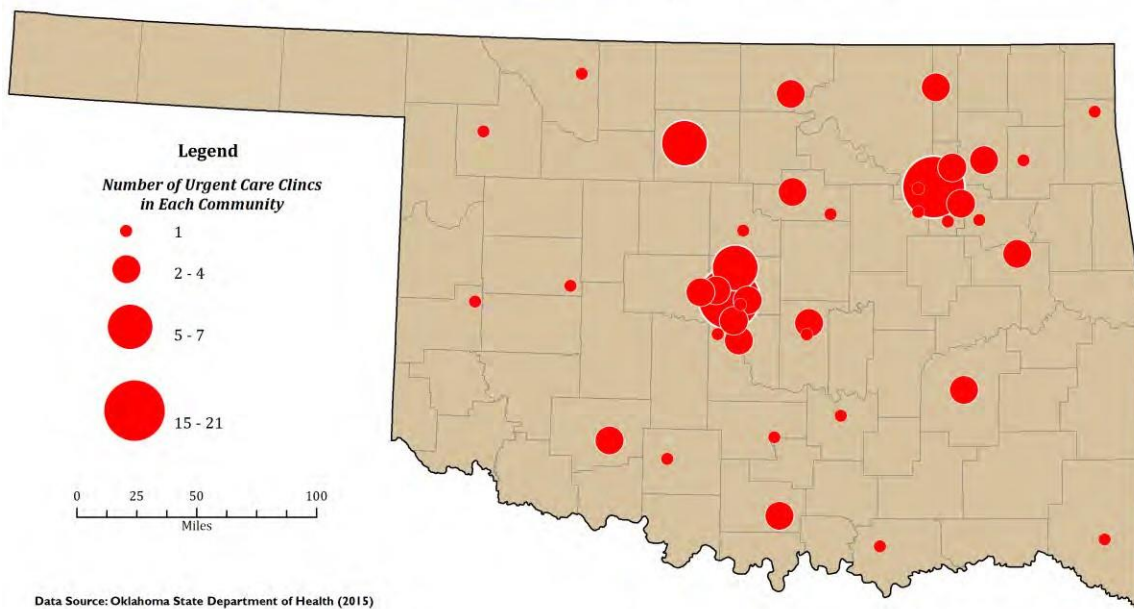 Legend
Number of Urgent Care Clincs
in Each Community
1
2 - 4
5 - 7
15 - 21
0 25 50 100
Miles
Data Source: Oklahoma State Department of Health (2015)